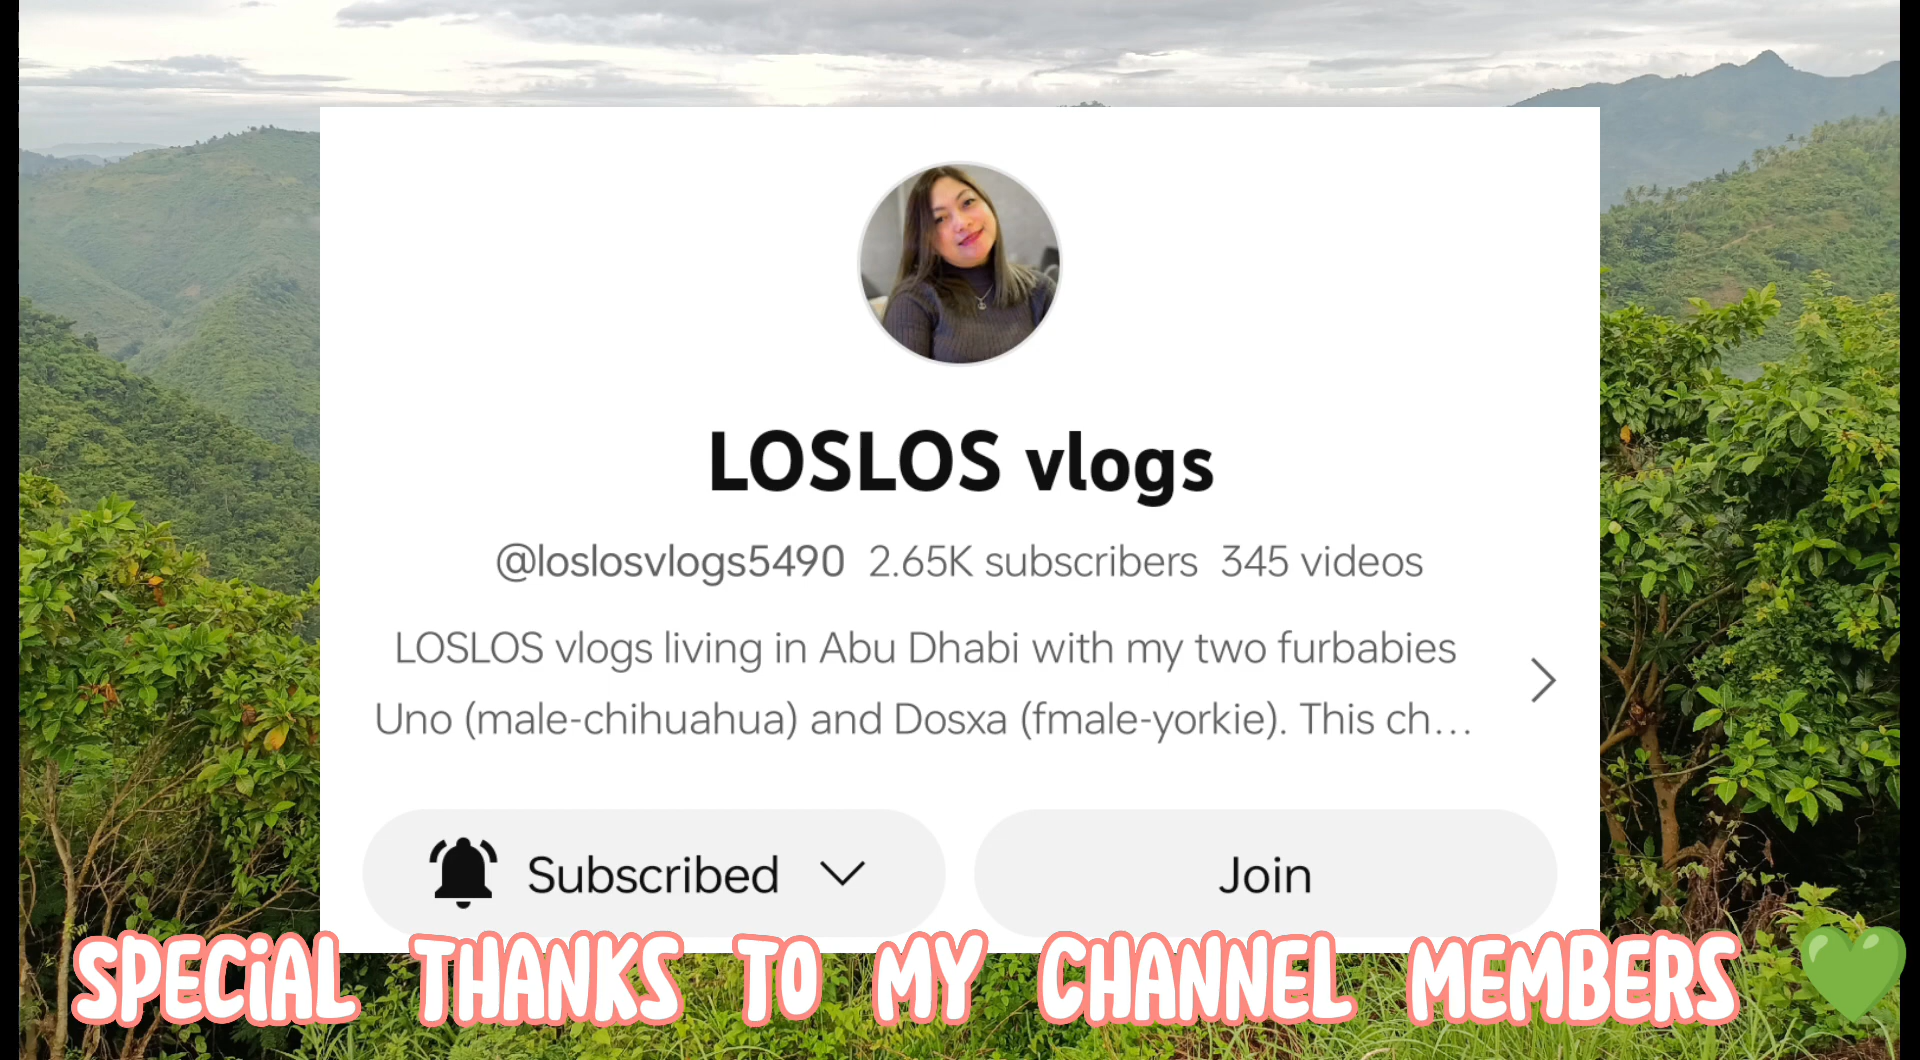 LOSLOS vlogs
@loslosvlogs5490 2.65K subscribers 345 videos
LOSLOS vlogs living in Abu Dhabi with my two furbabies
Uno (male-chihuahua) and Dosxa (fmale-yorkie). This ch...
Subscribed
Join
SPECiAL THANKS TO MY CHANNEL MEMBERS 💚